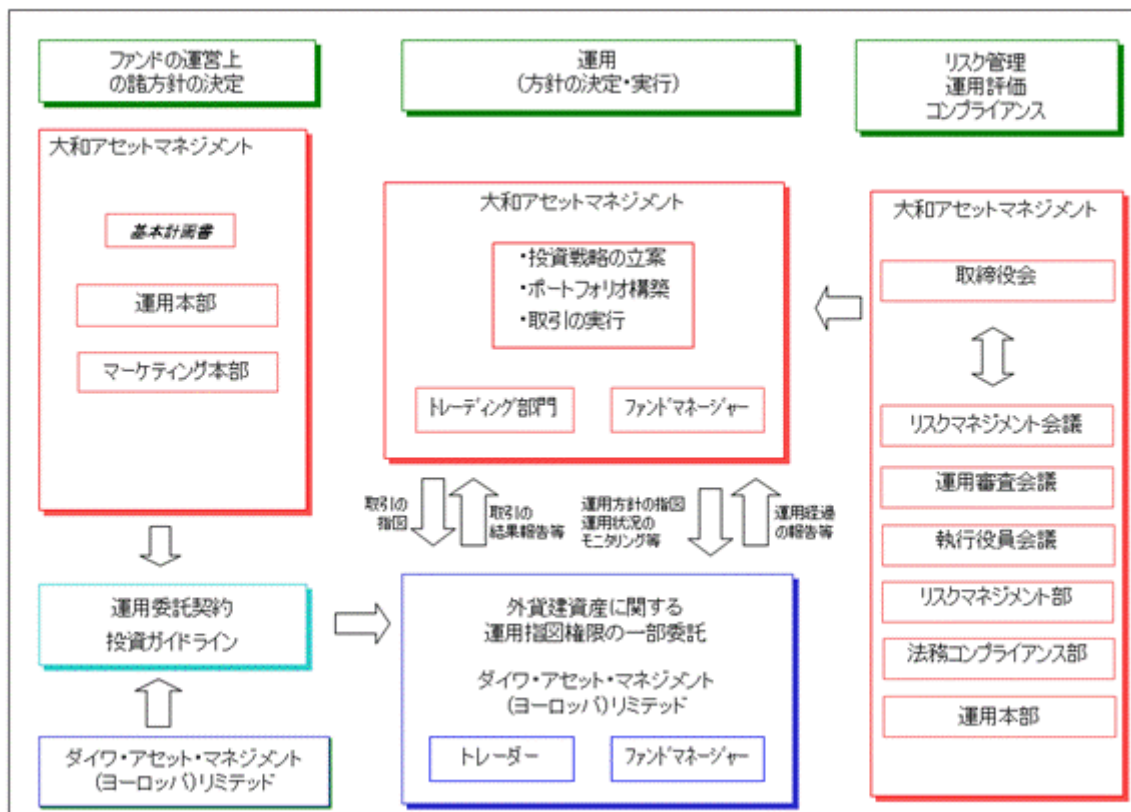 ファンドの運営上
の諸方針の決定
大和アセットマネジメント
基本計画書
運用本部
マーケティング本部
運用委託契約
投資ガイドライン
ダイワ・アセット・マネジメント
(ヨーロッパ)リミテッド
運用
(方針の決定・実行)
大和アセットマネジメント
・投資戦略の立案
・ポートフォリオ構築
・取引の実行
トレーディング部門
ファンドマネージャー
取引の
指図
取引の
結果報告等
運用方針の指図
運用状況の
モニタリング等
運用経過
の報告等
外貨建資産に関する
運用指図権限の一部委託
ダイワ・アセット・マネジメント
(ヨーロッパ)リミテッド
トレーダー
ファンドマネージャー
リスク管理
運用評価
コンプライアンス
大和アセットマネジメント
取締役会
リスクマネジメント会議
運用審査会議
執行役員会議
リスクマネジメント部
法務コンプライアンス部
運用本部